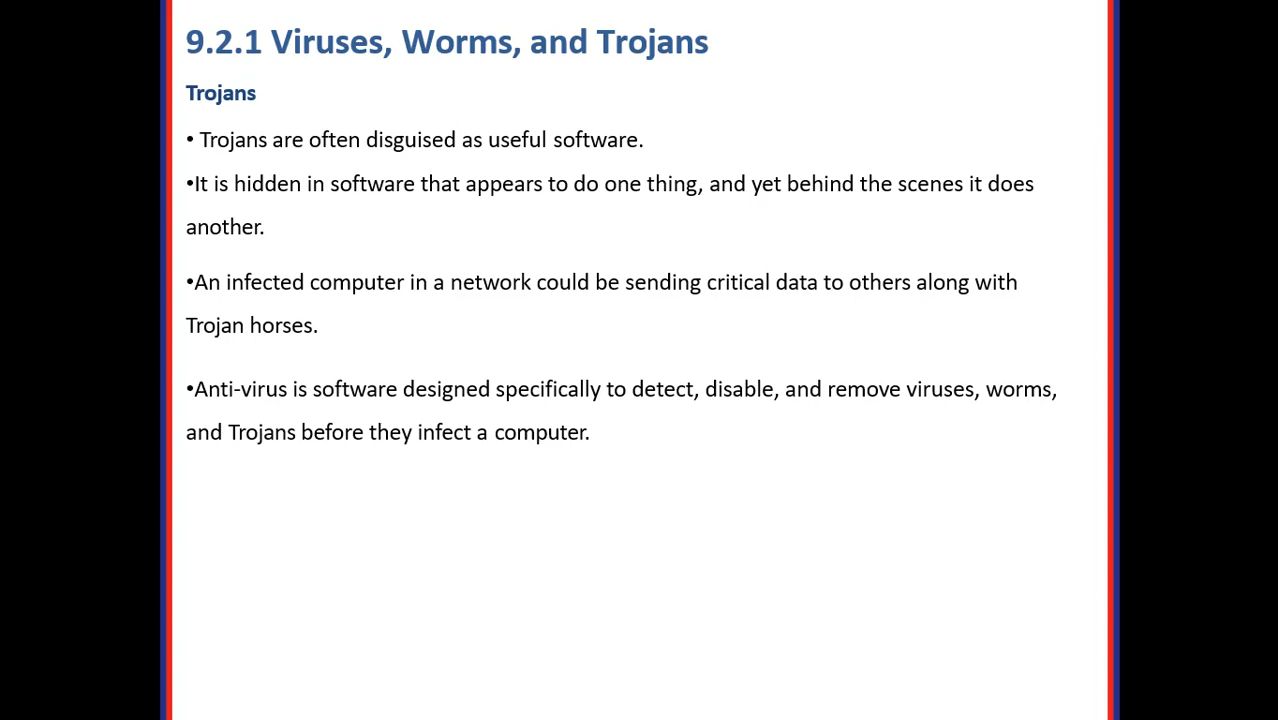 9.2.1 Viruses, Worms, and Trojans
Trojans
• Trojans are often disguised as useful software.
•It is hidden in software that appears to do one thing, and yet behind the scenes it does
another.
•An infected computer in a network could be sending critical data to others along with
Trojan horses.
•Anti-virus is software designed specifically to detect, disable, and remove viruses, worms,
and Trojans before they infect a computer.